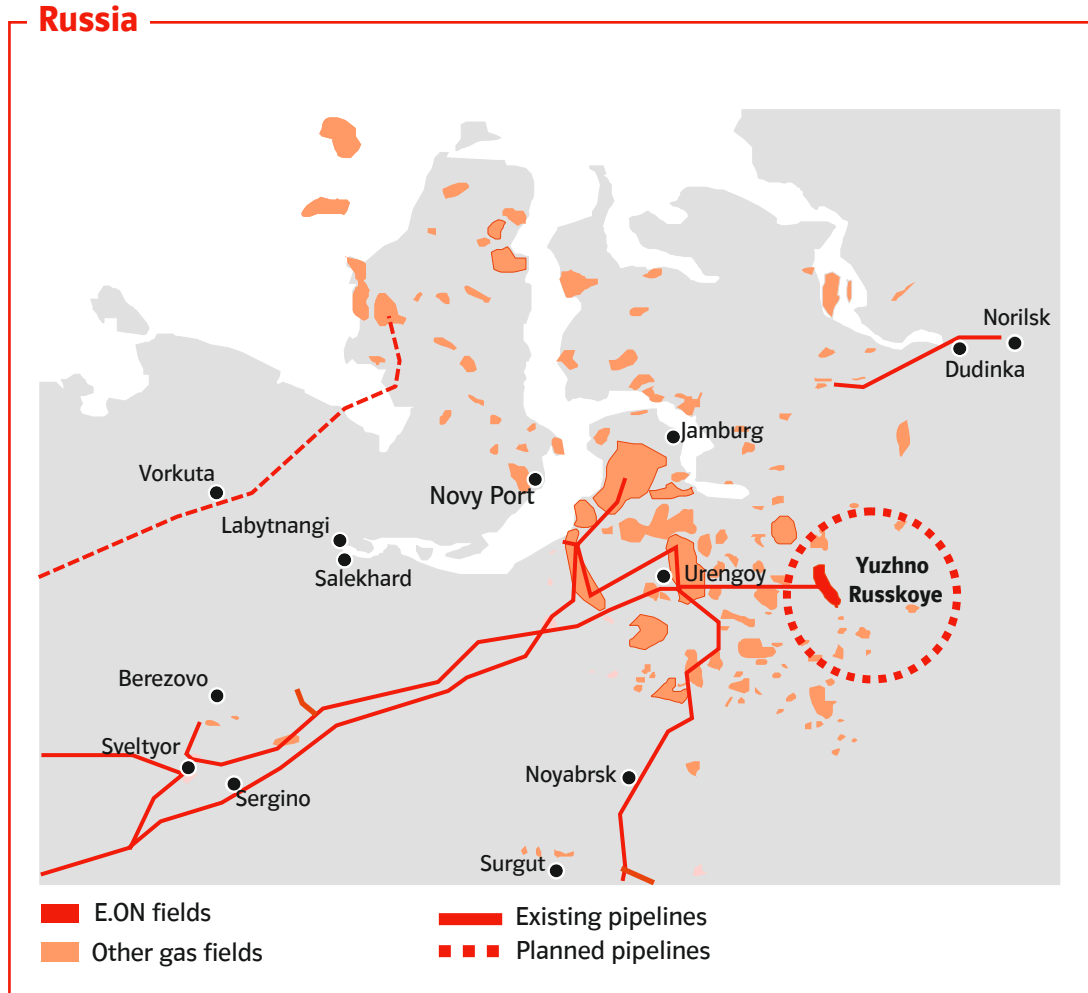 Russia
Norilsk
Dudinka
Jamburg
Vorkuta
Novy Port
Labytnangi
Salekhard
Urengoy
Yuzhno
Russkoye
Berezovo
Sveltyor
Sergino
Noyabrsk
Surgut
E.ON fields
Existing pipelines
Other gas fields
Planned pipelines